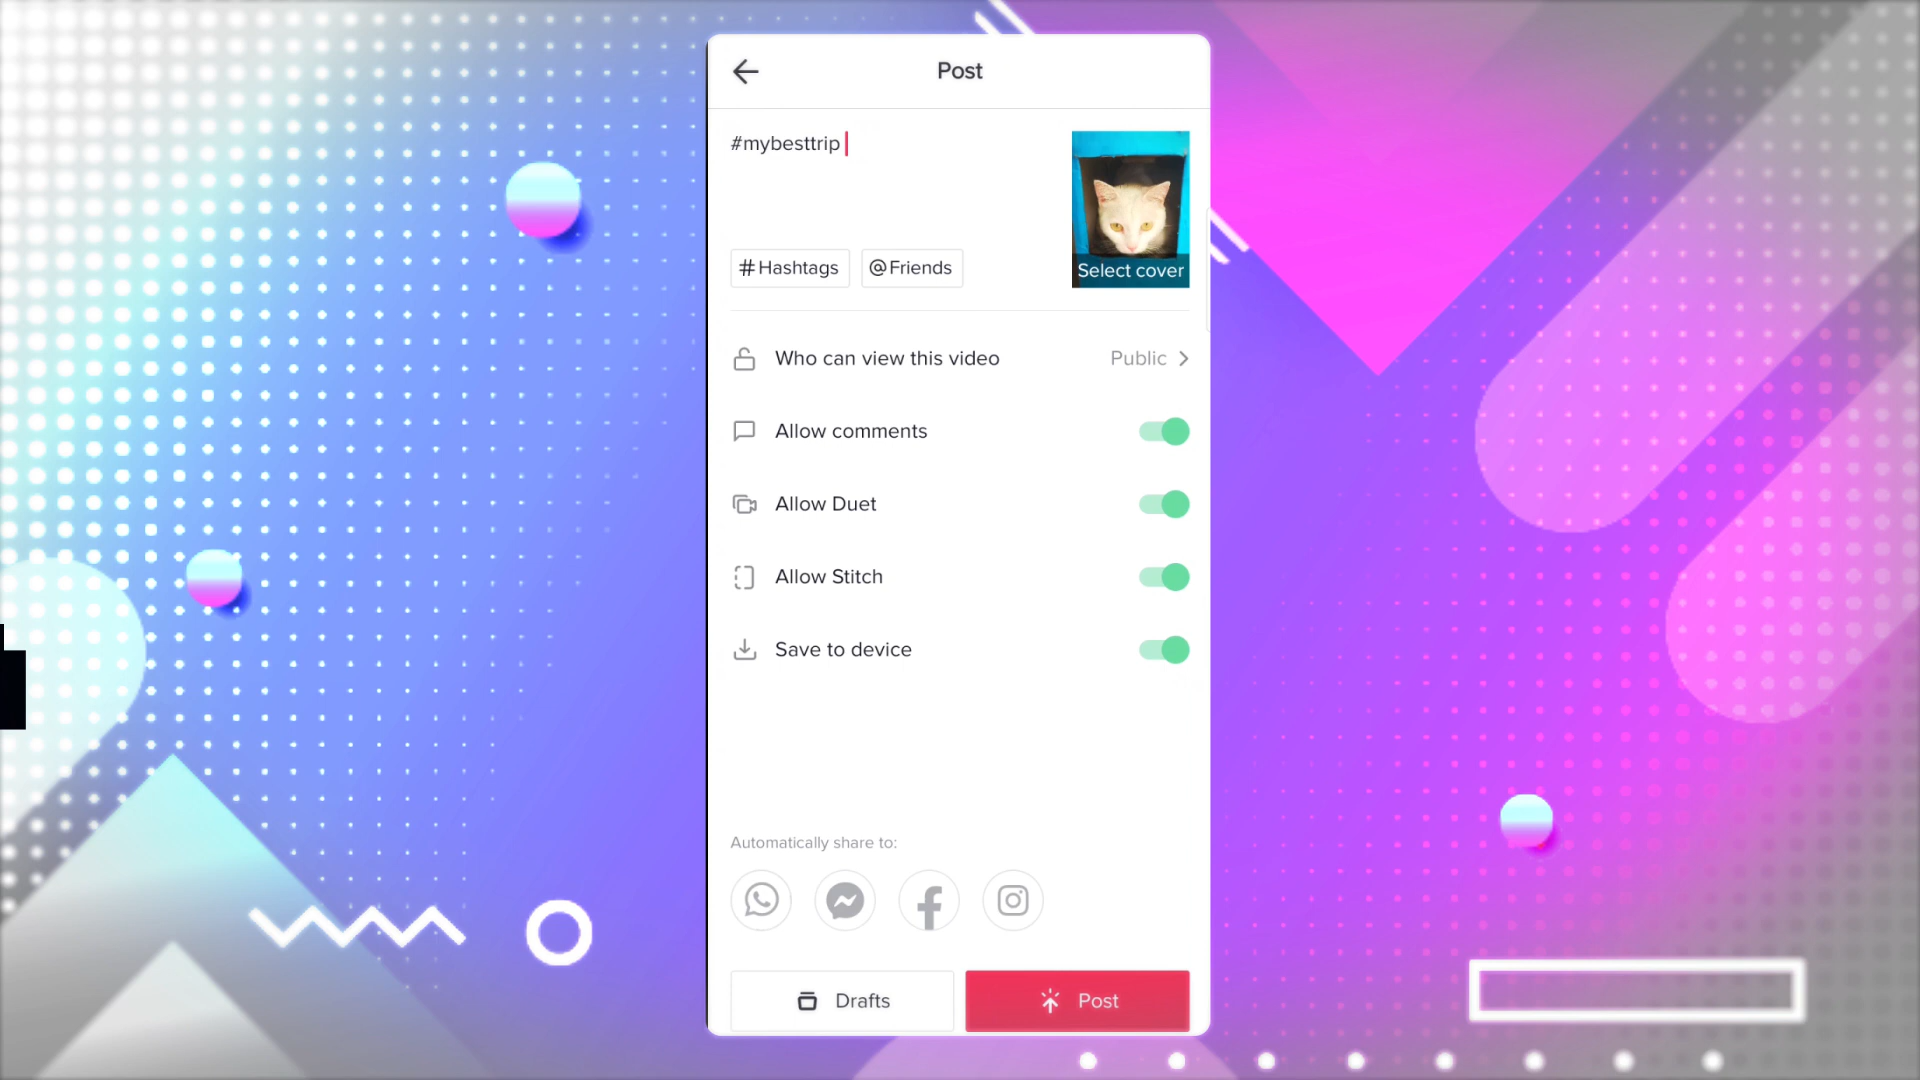 Post
#mybesttrip
#Hashtags @Friends
Select cover
Who can view this video Public
Allow comments
Allow Duet
Allow Stitch
Save to device
Automatically share to:
Drafts Post